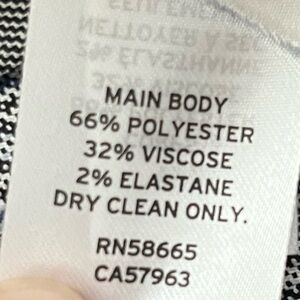 MAIN BODY
66% POLYESTER
32% VISCOSE
2% ELASTANE
DRY CLEAN ONLY.
RN58665
CA57963